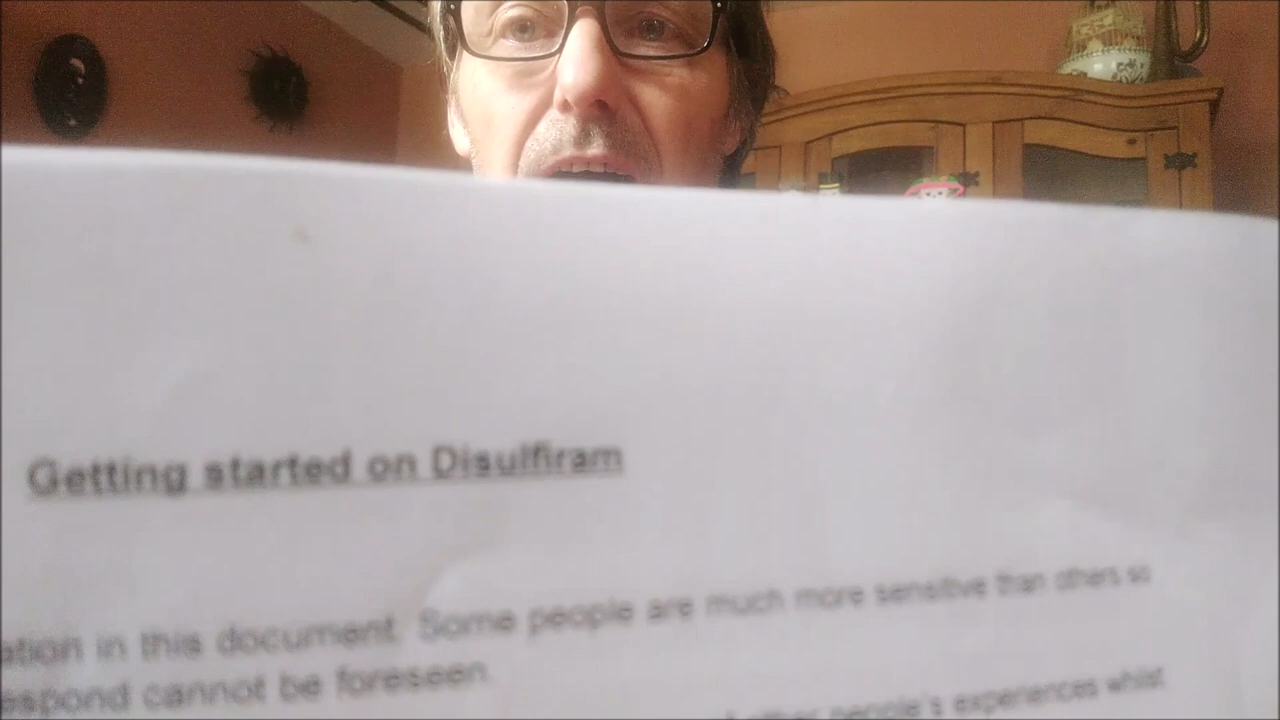 Getting started on Disulfiram
ation in this document. Some people are much more sensitive than others so
espond cannot be foreseen.
other people's experiences whilst